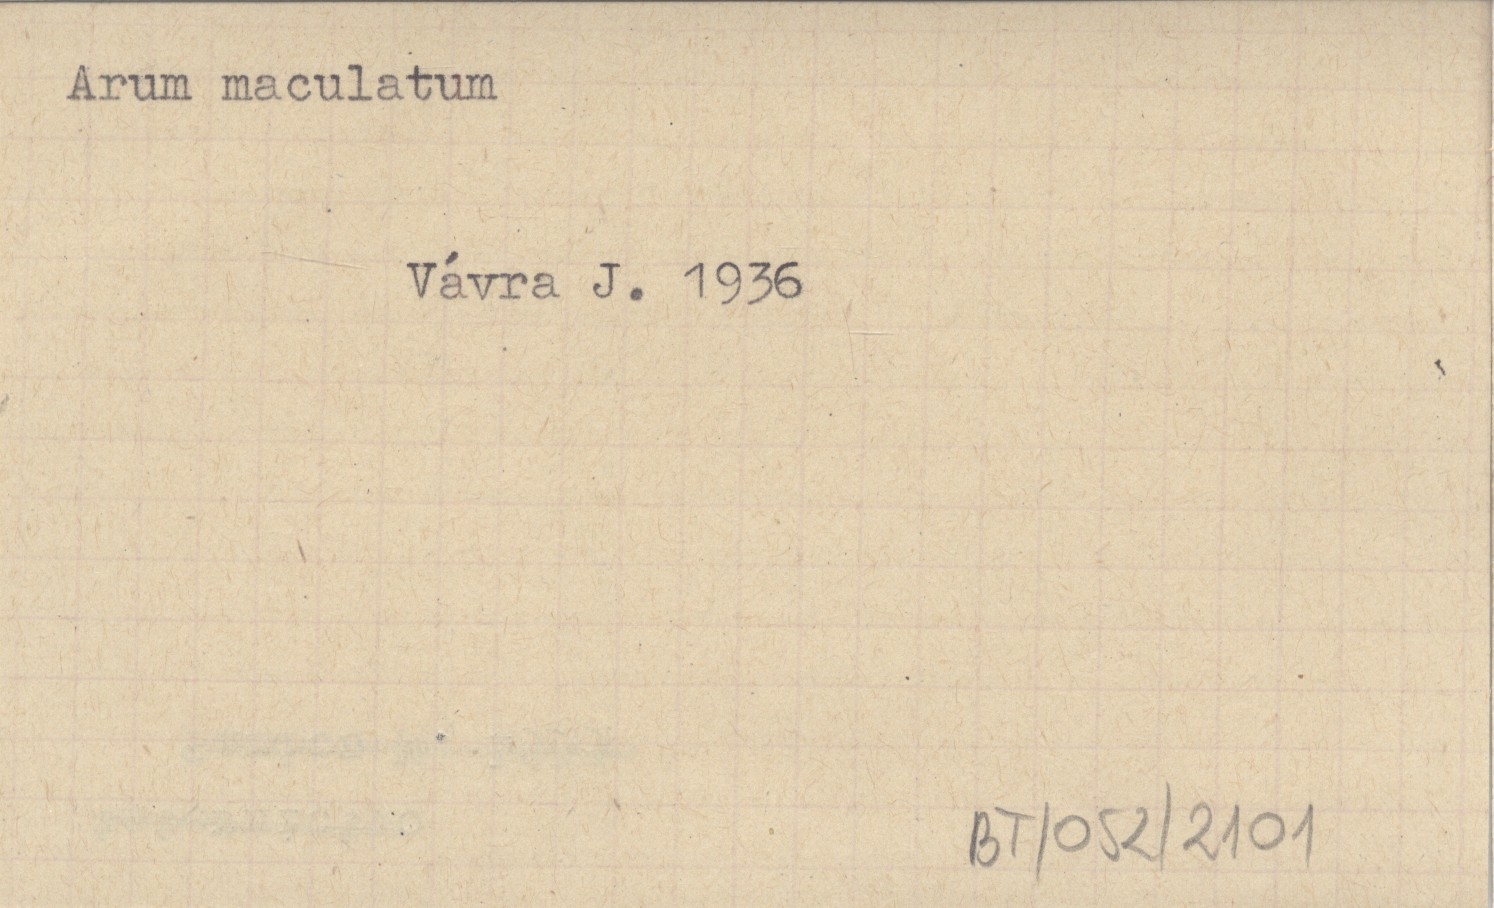 Arum maculatum
Vávra J. 1936
BT/052/2101